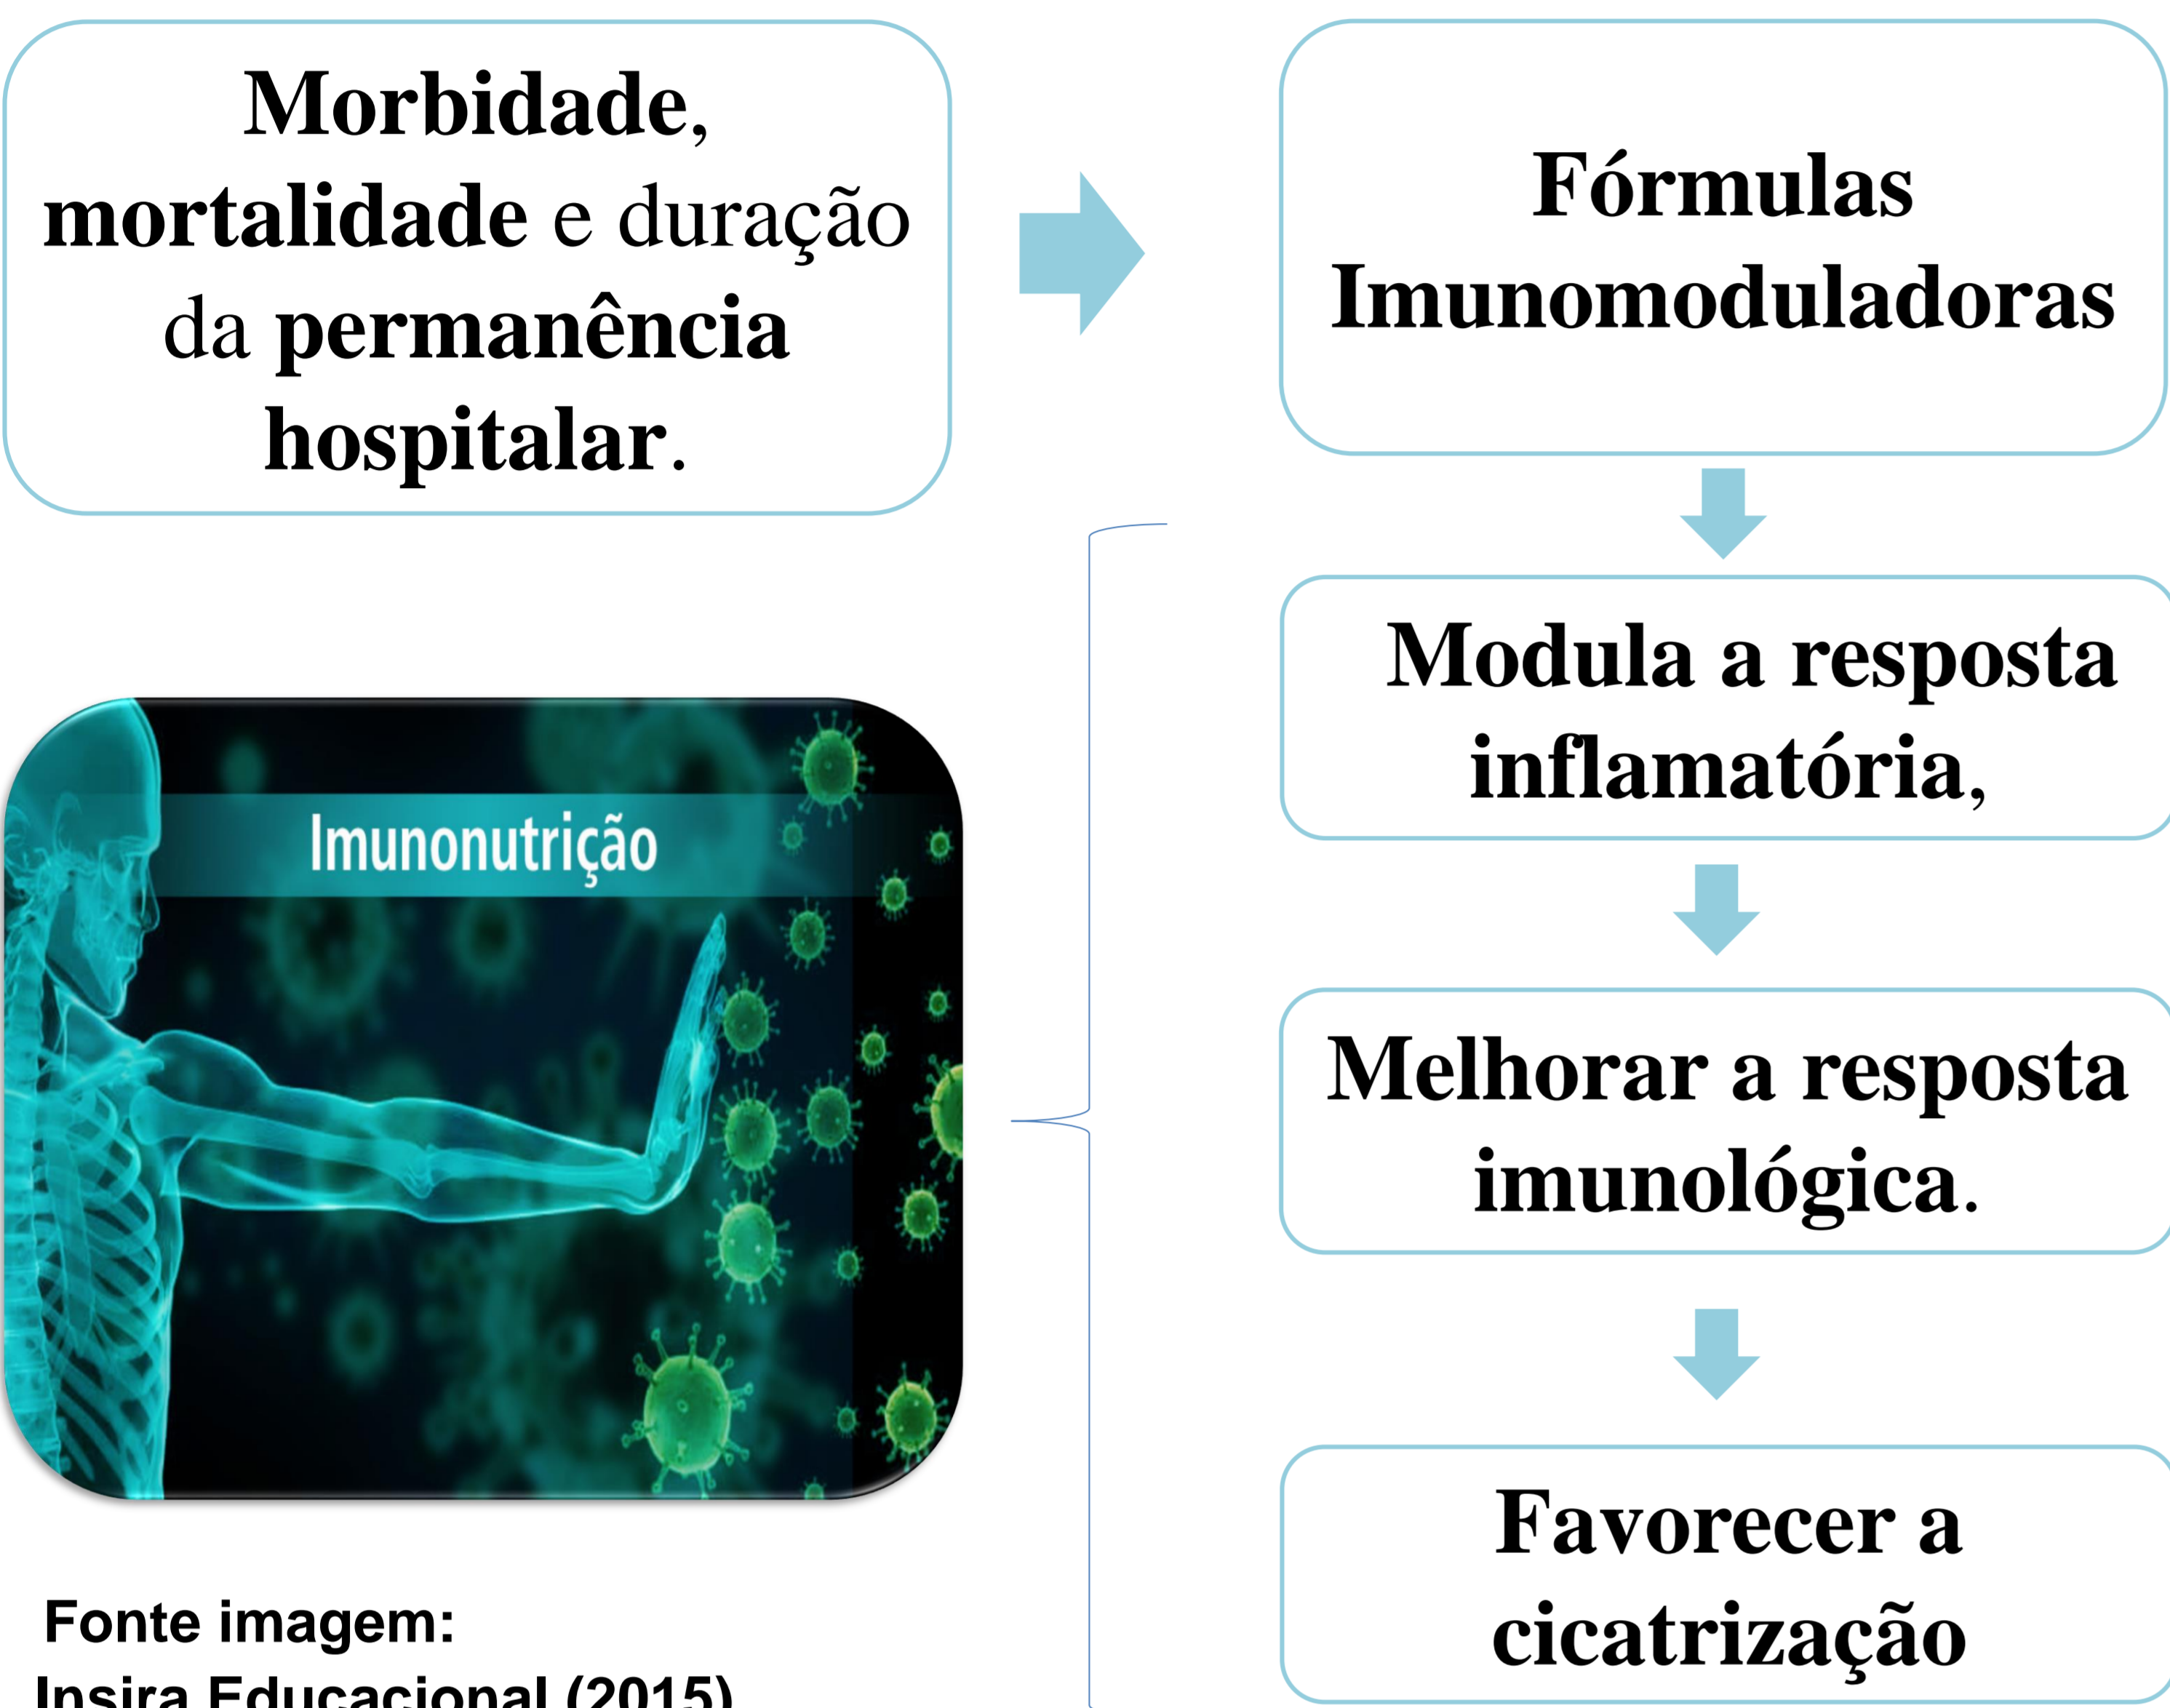 Morbidade,
mortalidade e duração
da permanência
hospitalar.
Fórmulas
Imunomoduladoras
Modula a resposta
inflamatória,
Melhorar a resposta
imunológica.
Favorecer a
cicatrização
Imunonutrição
Fonte imagem:
Insira Educacional (2015)